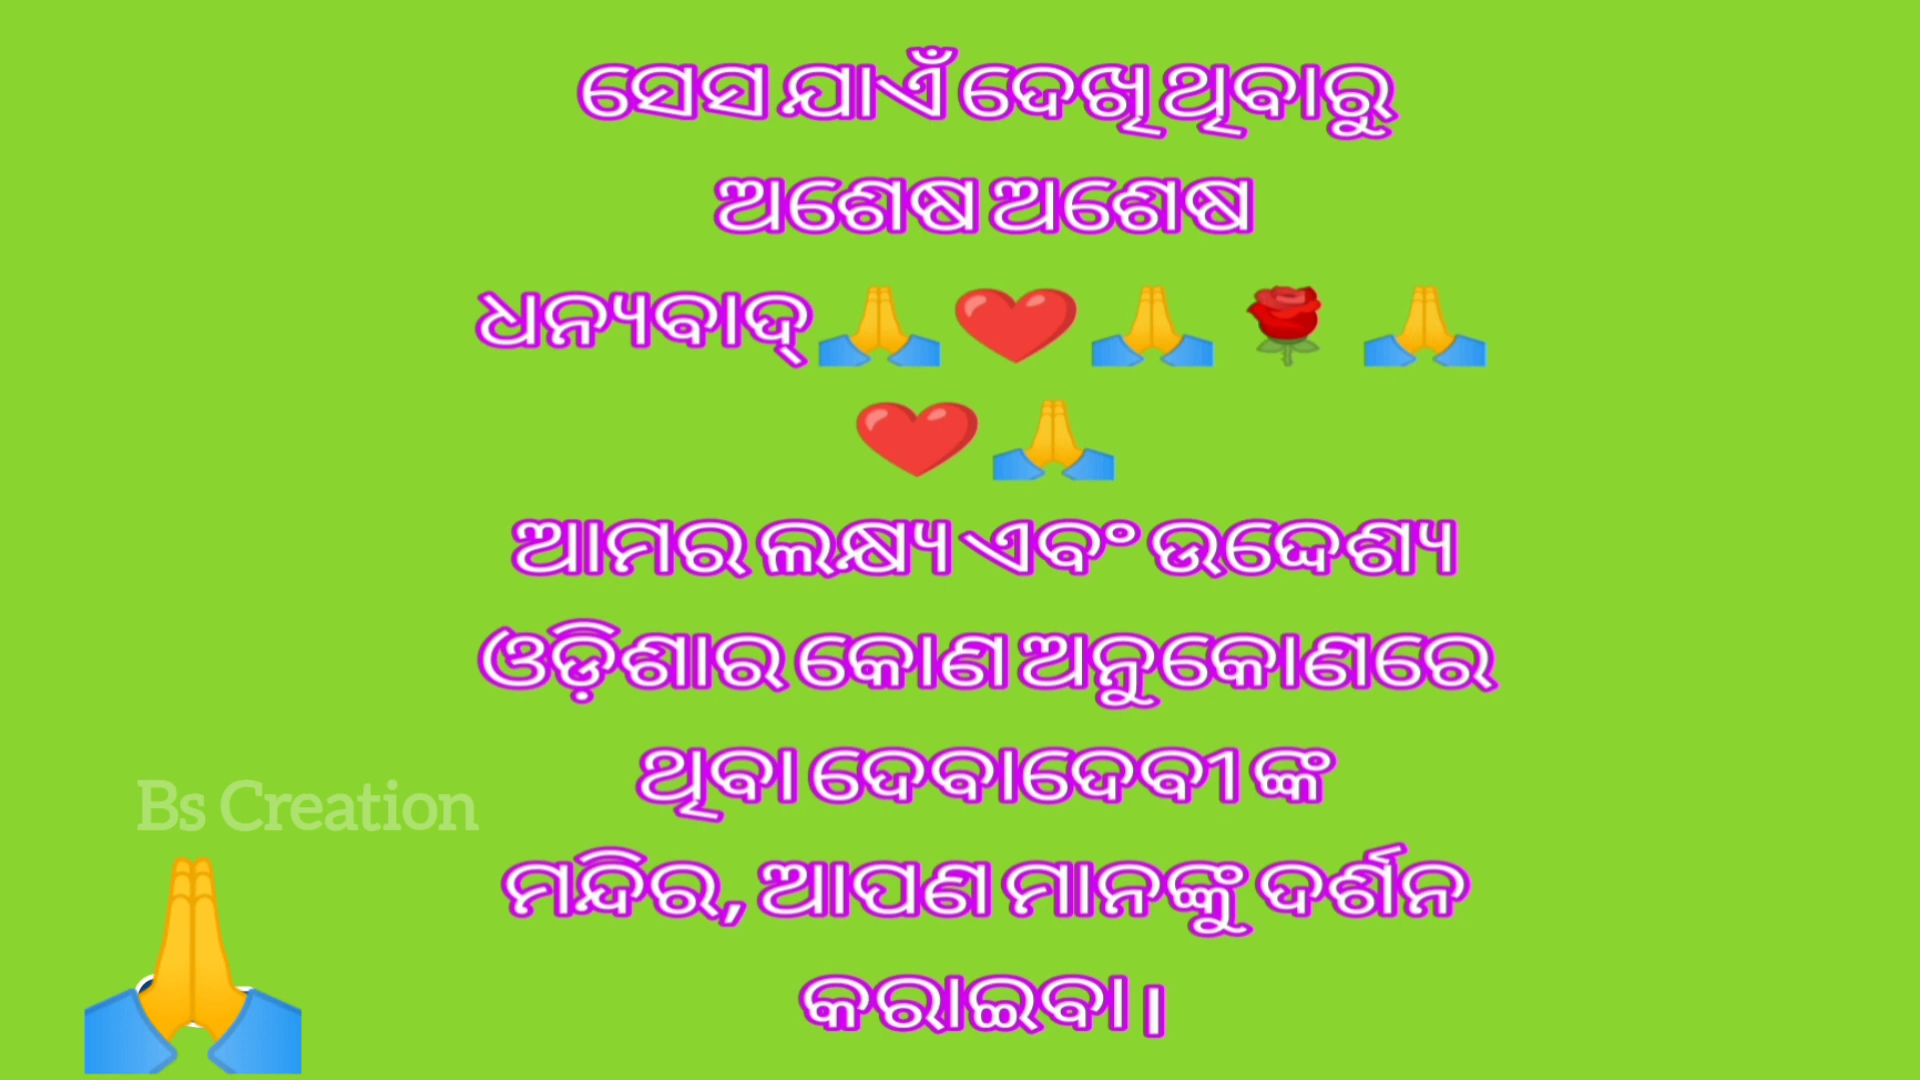 ସେସ ଯାଏଁ ଦେଖି ଥିବାରୁ
ଅଶେଷ ଅଶେଷ
ଧନ୍ୟବାଦ୍🙏❤️🙏🌹🙏
❤️🙏
ଆମର ଲକ୍ଷ୍ୟ ଏବଂ ଉଦ୍ଦେଶ୍ୟ
ଓଡ଼ିଶାର କୋଣ ଅନୁକୋଣରେ
ଥିବା ଦେବାଦେବୀ ଙ୍କ
ମନ୍ଦିର, ଆପଣ ମାନଙ୍କୁ ଦର୍ଶନ
କରାଇବା।
Bs Creation